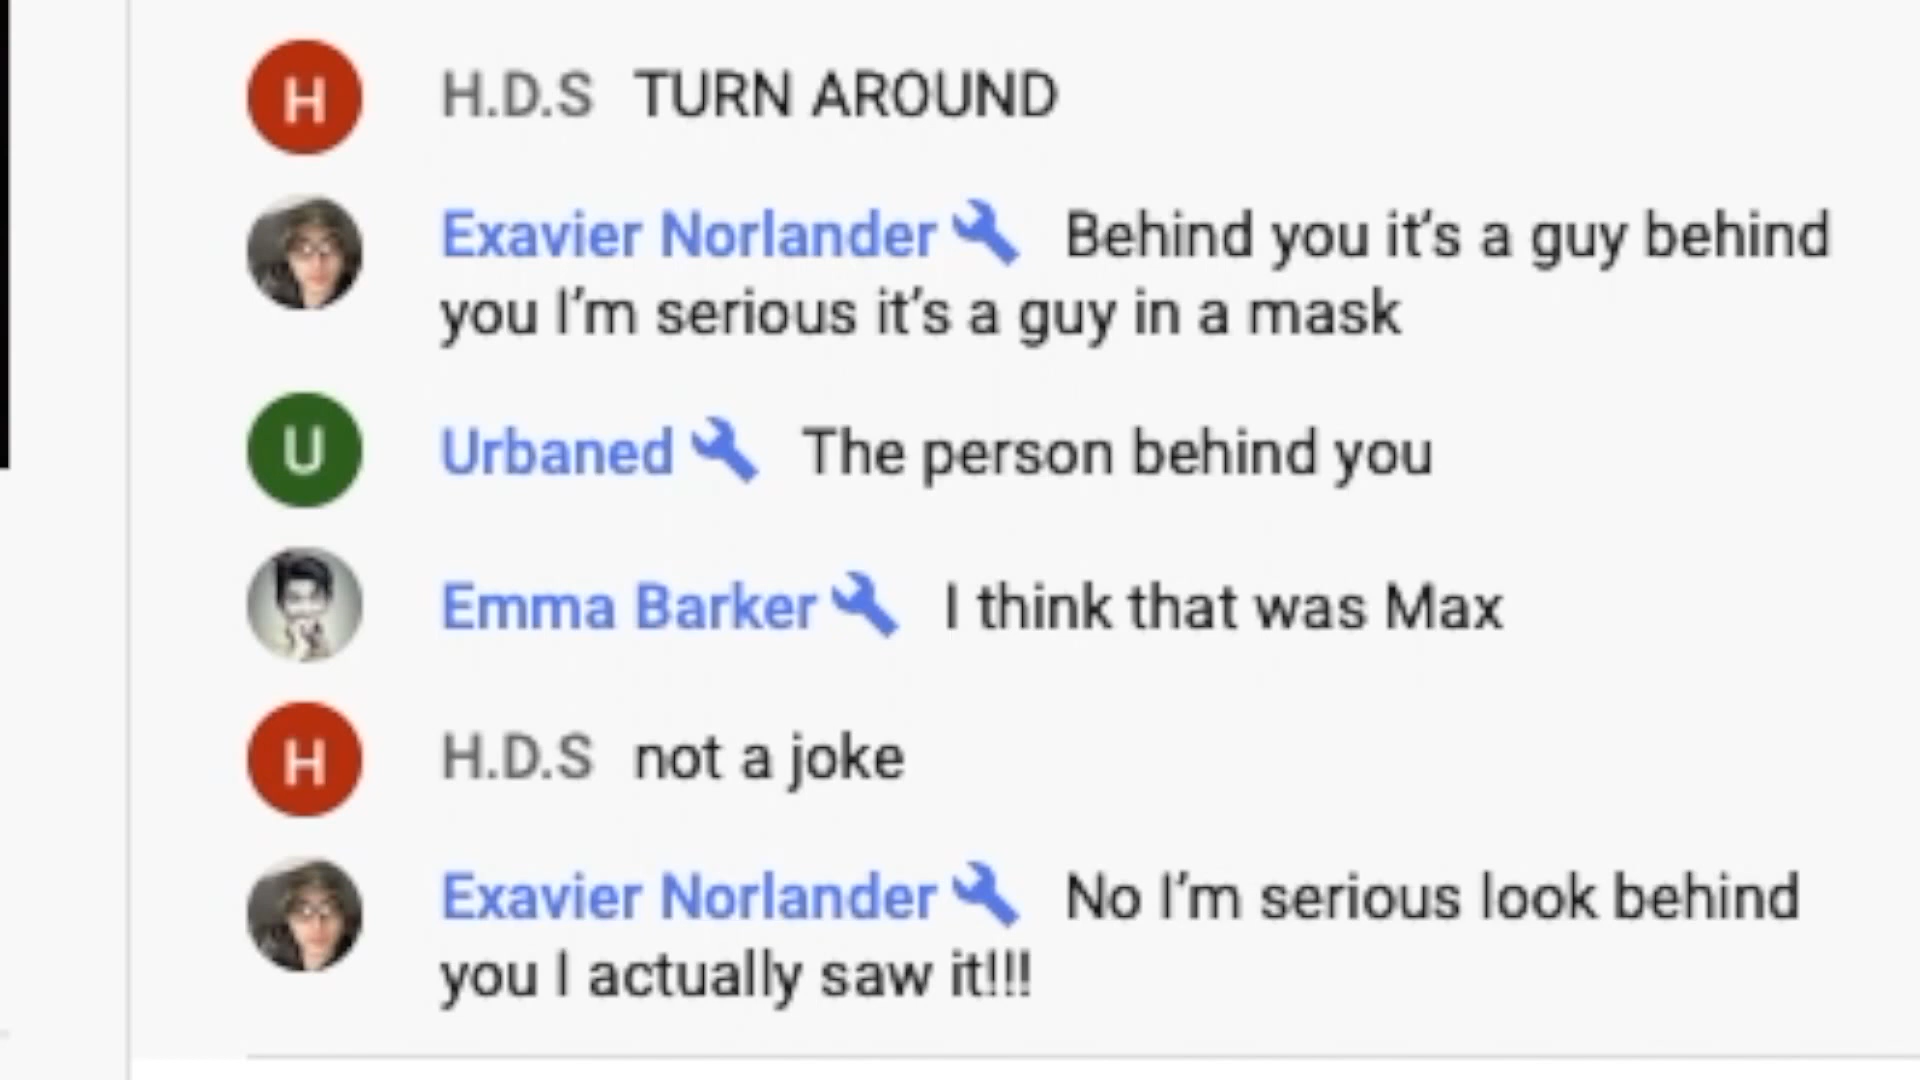 H H.D.S TURN AROUND
Exavier Norlander Behind you it’s a guy behind
you I’m serious it’s a guy in a mask
U Urbaned The person behind you
Emma Barker I think that was Max
H H.D.S not a joke
Exavier Norlander No I’m serious look behind
you I actually saw it!!!